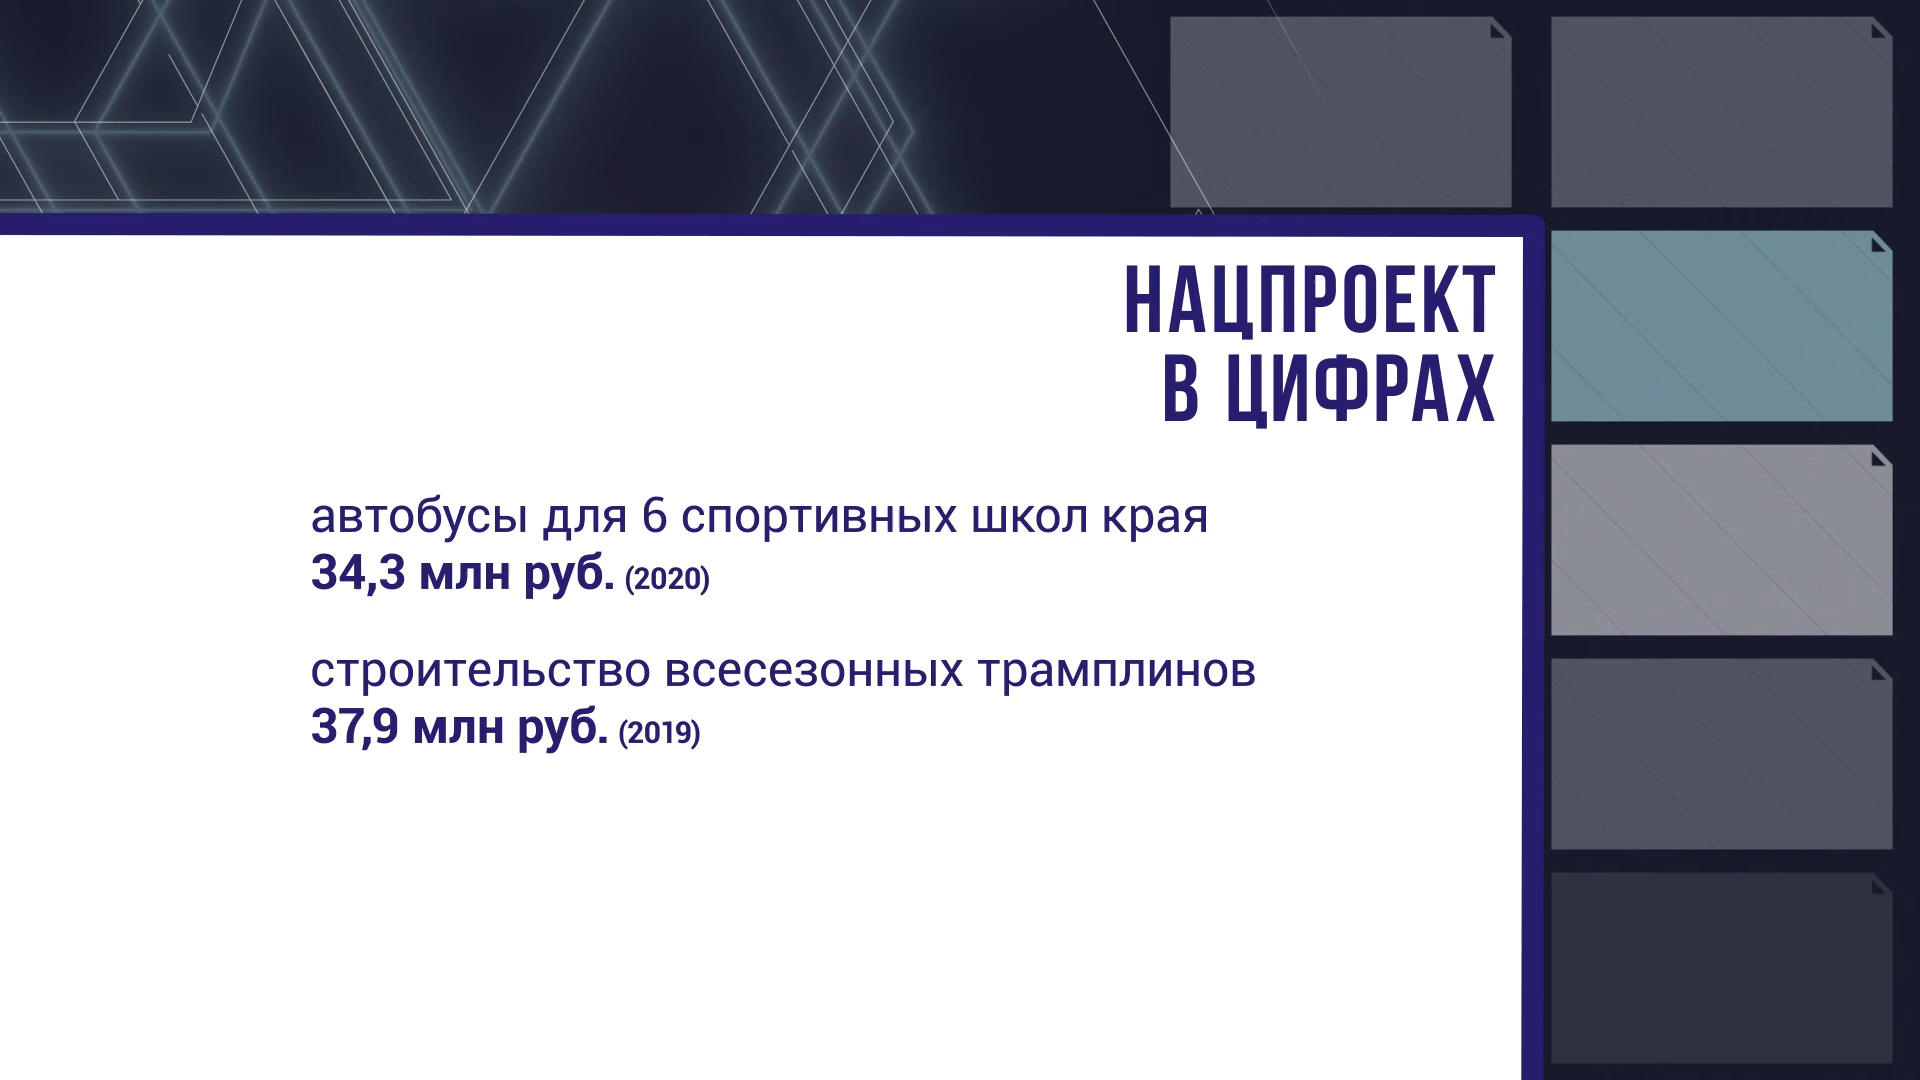 НАЦПРОЕКТ
В ЦИФРАХ
автобусы для 6 спортивных школ края
34,3 млн руб. (2020)
строительство всесезонных трамплинов
37,9 млн руб. (2019)